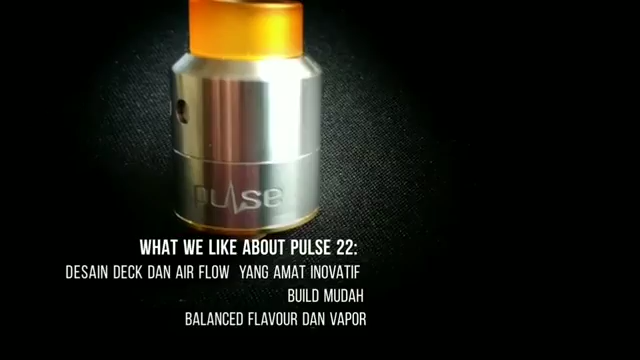 pulse
WHAT WE LIKE ABOUT PULSE 22:
DESAIN DECK DAN AIR FLOW YANG AMAT INOVATIF
BUILD MUDAH
BALANCED FLAVOUR DAN VAPOR